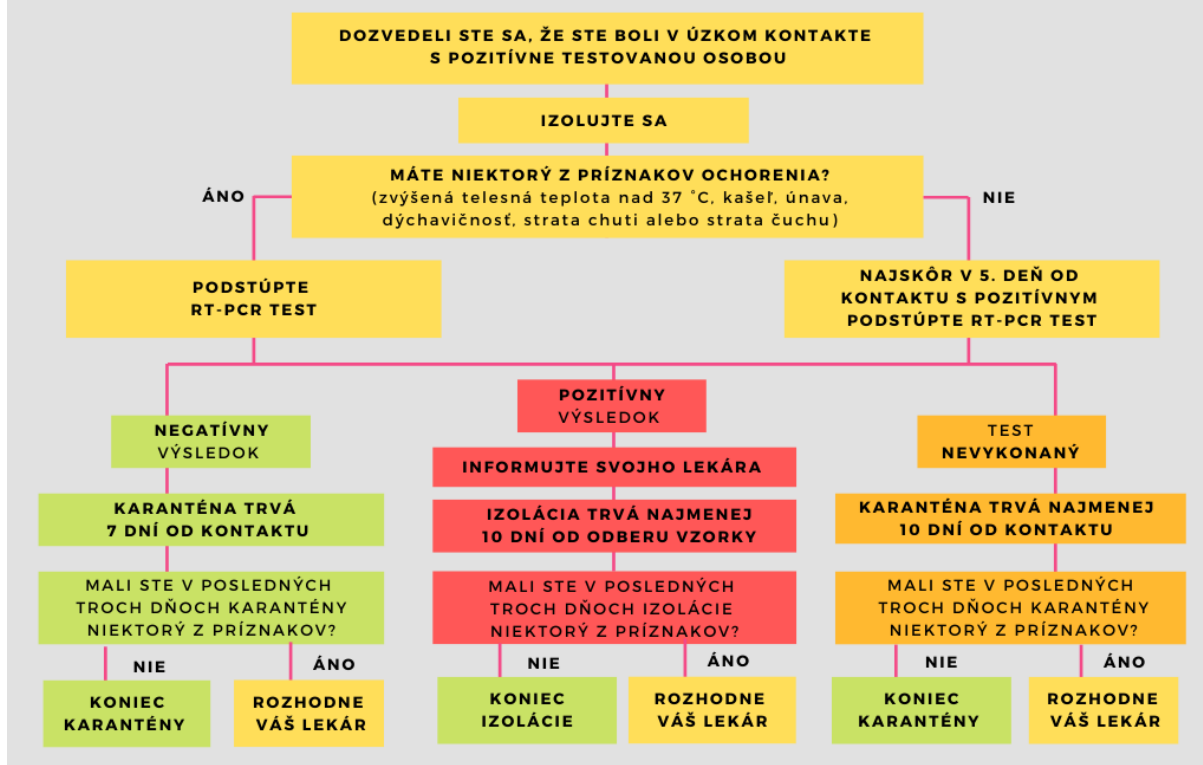 DOZVEDELI STE SA, ŽE STE BOLI V ÚZKOM KONTAKTE
S POZITÍVNE TESTOVANOU OSOBOU
IZOLUJTE SA
MÁTE NIEKTORÝ Z PRÍZNAKOV OCHORENIA?
(zvýšená telesná teplota nad 37 °C, kašeľ, únava,
dýchavičnosť, strata chuti alebo strata čuchu)
ÁNO
NIE
PODSTÚPTE
RT-PCR TEST
NAJSKÔR V 5. DEŇ OD
KONTAKTU S POZITÍVNYM
PODSTÚPTE RT-PCR TEST
NEGATÍVNY
VÝSLEDOK
KARANTÉNA TRVÁ
7 DNÍ OD KONTAKTU
MALI STE V POSLEDNÝCH
TROCH DŇOCH KARANTÉNY
NIEKTORÝ Z PRÍZNAKOV?
NIE
ÁNO
KONIEC
KARANTÉNY
ROZHODNE
VÁŠ LEKÁR
POZITÍVNY
VÝSLEDOK
INFORMUJTE SVOJHO LEKÁRA
IZOLÁCIA TRVÁ NAJMENEJ
10 DNÍ OD ODBERU VZORKY
MALI STE V POSLEDNÝCH
TROCH DŇOCH IZOLÁCIE
NIEKTORÝ Z PRÍZNAKOV?
NIE
ÁNO
KONIEC
IZOLÁCIE
ROZHODNE
VÁŠ LEKÁR
TEST
NEVYKONANÝ
KARANTÉNA TRVÁ NAJMENEJ
10 DNÍ OD KONTAKTU
MALI STE V POSLEDNÝCH
TROCH DŇOCH KARANTÉNY
NIEKTORÝ Z PRÍZNAKOV?
NIE
ÁNO
KONIEC
KARANTÉNY
ROZHODNE
VÁŠ LEKÁR